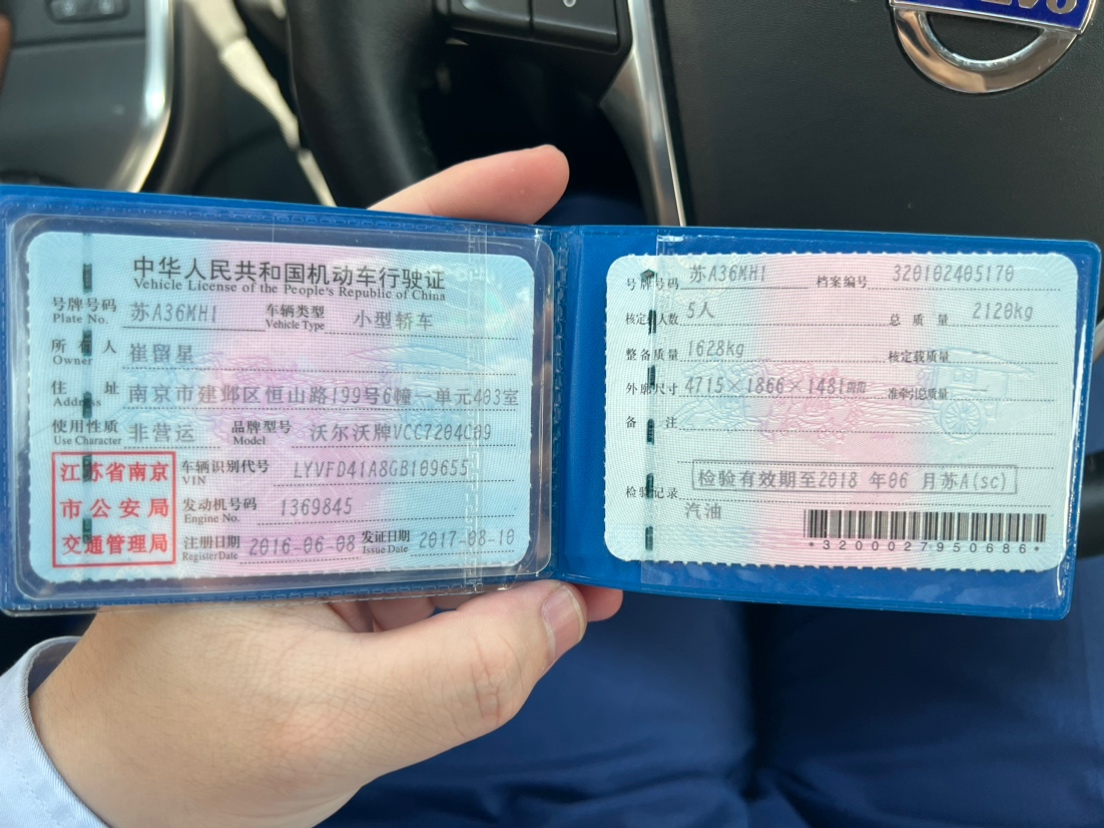 中华人民共和国机动车行驶证
Vehicle License of the People's Republic of China
号牌号码 苏A36MH1 车辆类型 小型轿车
Plate No. Vehicle Type
所有人 崔留星
Owner
住址 南京市建邺区恒山路199号6幢一单元403室
Address
使用性质 非营运 品牌型号 沃尔沃牌VCC7204C09
Use Character Model
江苏省南京
市公安局
交通管理局
车辆识别代号 LYVFD41A8GB109655
VIN
发动机号码 1369845
Engine No.
注册日期 2016-06-08 发证日期 2017-08-10
Register Date Issue Date
号牌号码 苏A36MH1 档案编号 320102405170
核定人数 5人 总质量 2120kg
整备质量 1628kg 核定载质量
外廓尺寸 4715×1866×1481mm 准牵引总质量 —
备注
检验有效期至2018 年06 月苏A(sc)
检验记录
汽油
*3200027950686*